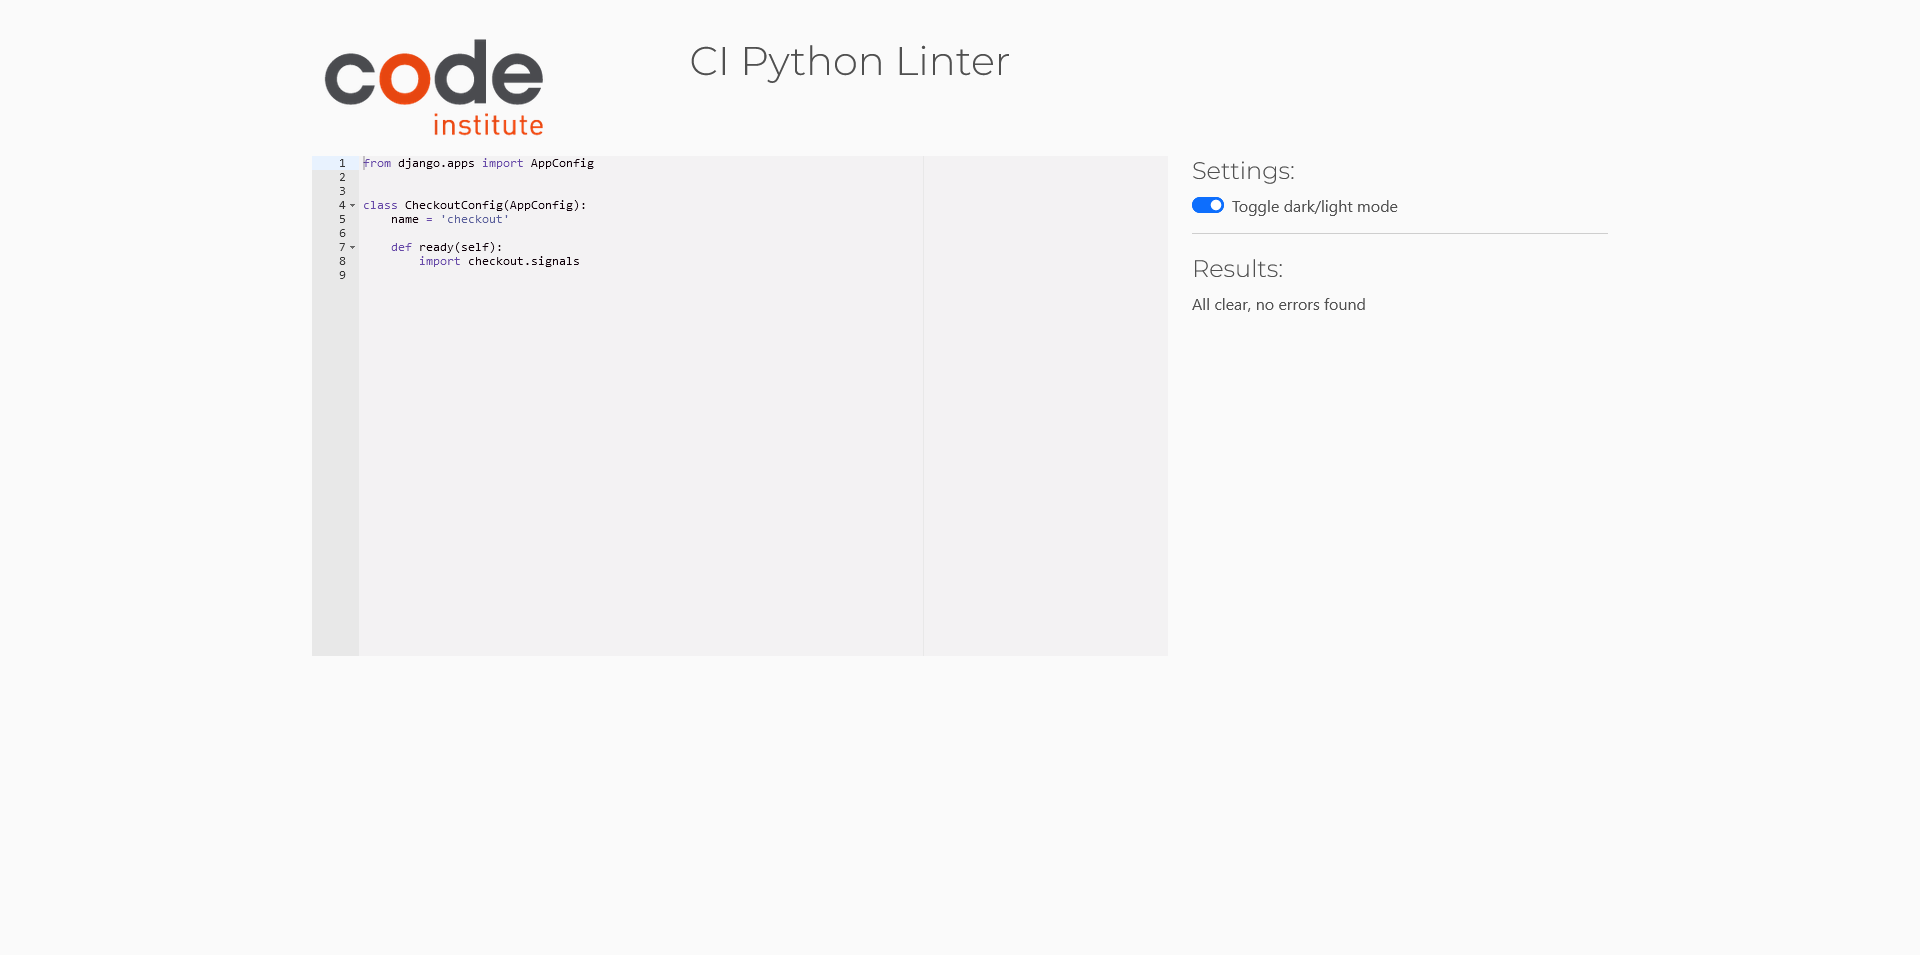 code
institute
CI Python Linter
1 from django.apps import AppConfig
2
3
4 class CheckoutConfig(AppConfig):
5     name = 'checkout'
6
7     def ready(self):
8         import checkout.signals
9
Settings:
Toggle dark/light mode
Results:
All clear, no errors found